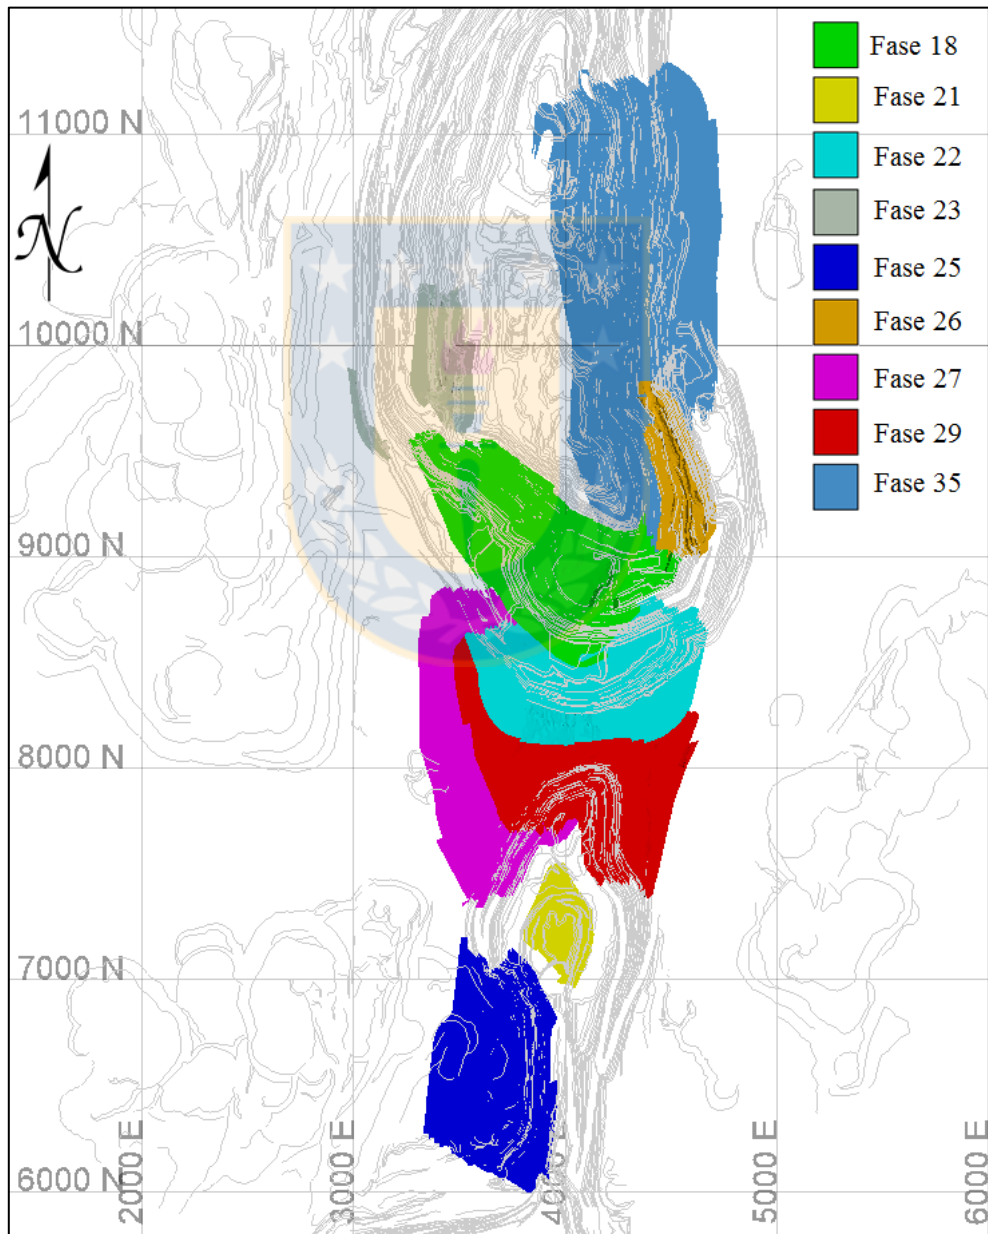 Fase 18
Fase 21
Fase 22
Fase 23
Fase 25
Fase 26
Fase 27
Fase 29
Fase 35
11000 N
N
10000 N
9000 N
8000 N
7000 N
6000 N
2000 E
3000 E
4000 E
5000 E
6000 E